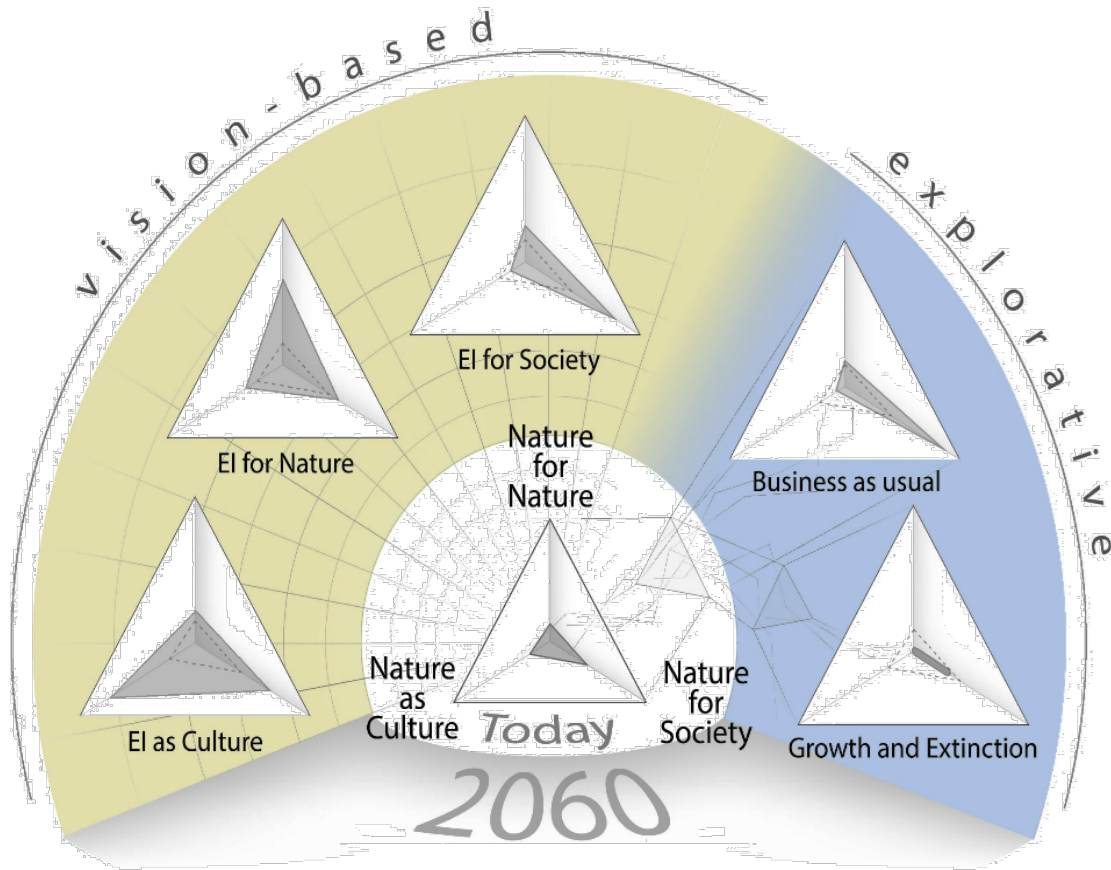 vision-based
explorative
EI for Society
EI for Nature
Business as usual
EI as Culture
Growth and Extinction
Nature
for
Nature
Nature
as
Culture
Nature
for
Society
Today
2060